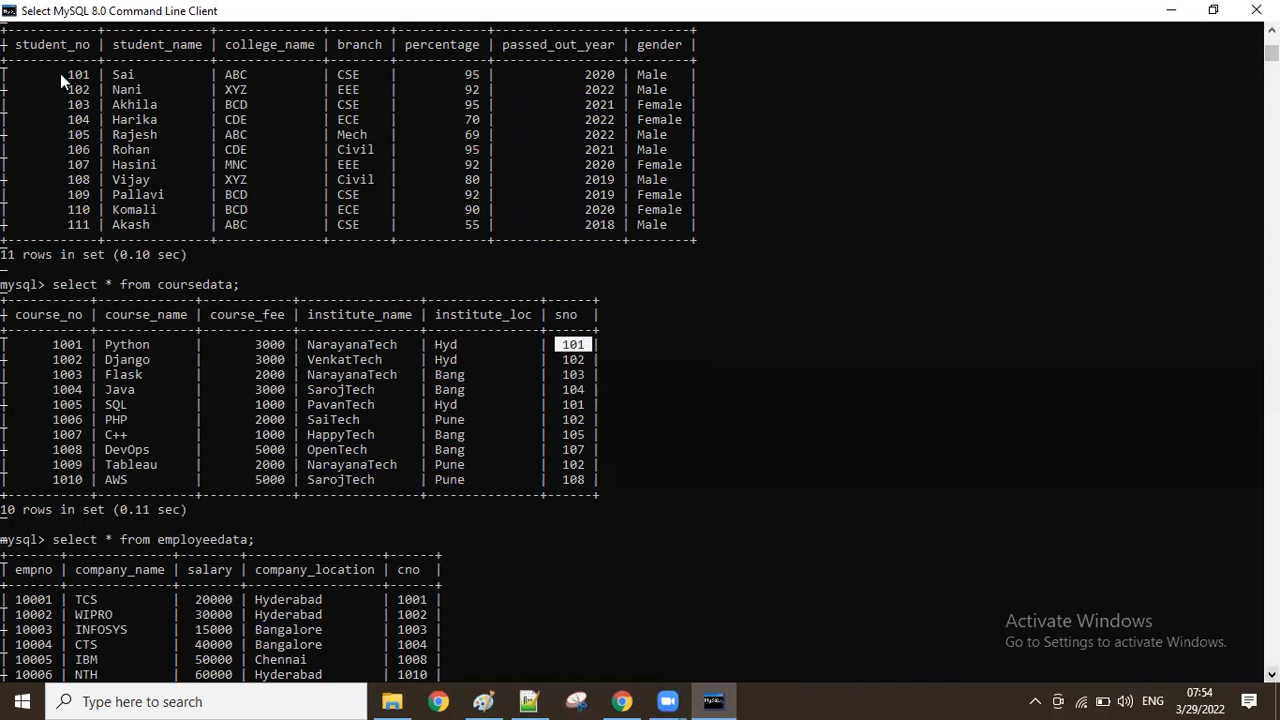 Select MySQL 8.0 Command Line Client
| student_no | student_name | college_name | branch | percentage | passed_out_year | gender |
| 101 | Sai | ABC | CSE | 95 | 2020 | Male |
| 102 | Nani | XYZ | EEE | 92 | 2022 | Male |
| 103 | Akhila | BCD | CSE | 95 | 2021 | Female |
| 104 | Harika | CDE | ECE | 70 | 2022 | Female |
| 105 | Rajesh | ABC | Mech | 69 | 2022 | Male |
| 106 | Rohan | CDE | Civil | 95 | 2021 | Male |
| 107 | Hasini | MNC | EEE | 92 | 2020 | Female |
| 108 | Vijay | XYZ | Civil | 80 | 2019 | Male |
| 109 | Pallavi | BCD | CSE | 92 | 2019 | Female |
| 110 | Komali | BCD | ECE | 90 | 2020 | Female |
| 111 | Akash | ABC | CSE | 55 | 2018 | Male |
11 rows in set (0.10 sec)
mysql> select * from coursedata;
| course_no | course_name | course_fee | institute_name | institute_loc | sno |
| 1001 | Python | 3000 | NarayanaTech | Hyd | 101 |
| 1002 | Django | 3000 | VenkatTech | Hyd | 102 |
| 1003 | Flask | 2000 | NarayanaTech | Bang | 103 |
| 1004 | Java | 3000 | SarojTech | Bang | 104 |
| 1005 | SQL | 1000 | PavanTech | Hyd | 101 |
| 1006 | PHP | 2000 | SaiTech | Pune | 102 |
| 1007 | C++ | 1000 | HappyTech | Bang | 105 |
| 1008 | DevOps | 5000 | OpenTech | Bang | 107 |
| 1009 | Tableau | 2000 | NarayanaTech | Pune | 102 |
| 1010 | AWS | 5000 | SarojTech | Pune | 108 |
10 rows in set (0.11 sec)
mysql> select * from employeedata;
| empno | company_name | salary | company_location | cno |
| 10001 | TCS | 20000 | Hyderabad | 1001 |
| 10002 | WIPRO | 30000 | Hyderabad | 1002 |
| 10003 | INFOSYS | 15000 | Bangalore | 1003 |
| 10004 | CTS | 40000 | Bangalore | 1004 |
| 10005 | IBM | 50000 | Chennai | 1008 |
| 10006 | NTH | 60000 | Hyderabad | 1010 |
Activate Windows
Go to Settings to activate Windows.
Type here to search
ENG
07:54
3/29/2022